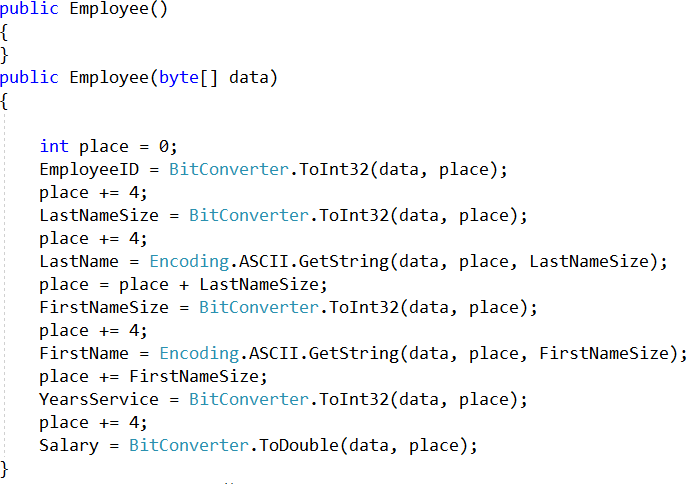 public Employee()
{
}
public Employee(byte[] data)
{
int place = 0;
EmployeeID = BitConverter.ToInt32(data, place);
place += 4;
LastNameSize = BitConverter.ToInt32(data, place);
place += 4;
LastName = Encoding.ASCII.GetString(data, place, LastNameSize);
place = place + LastNameSize;
FirstNameSize = BitConverter.ToInt32(data, place);
place += 4;
FirstName = Encoding.ASCII.GetString(data, place, FirstNameSize);
place += FirstNameSize;
YearsService = BitConverter.ToInt32(data, place);
place += 4;
Salary = BitConverter.ToDouble(data, place);
}